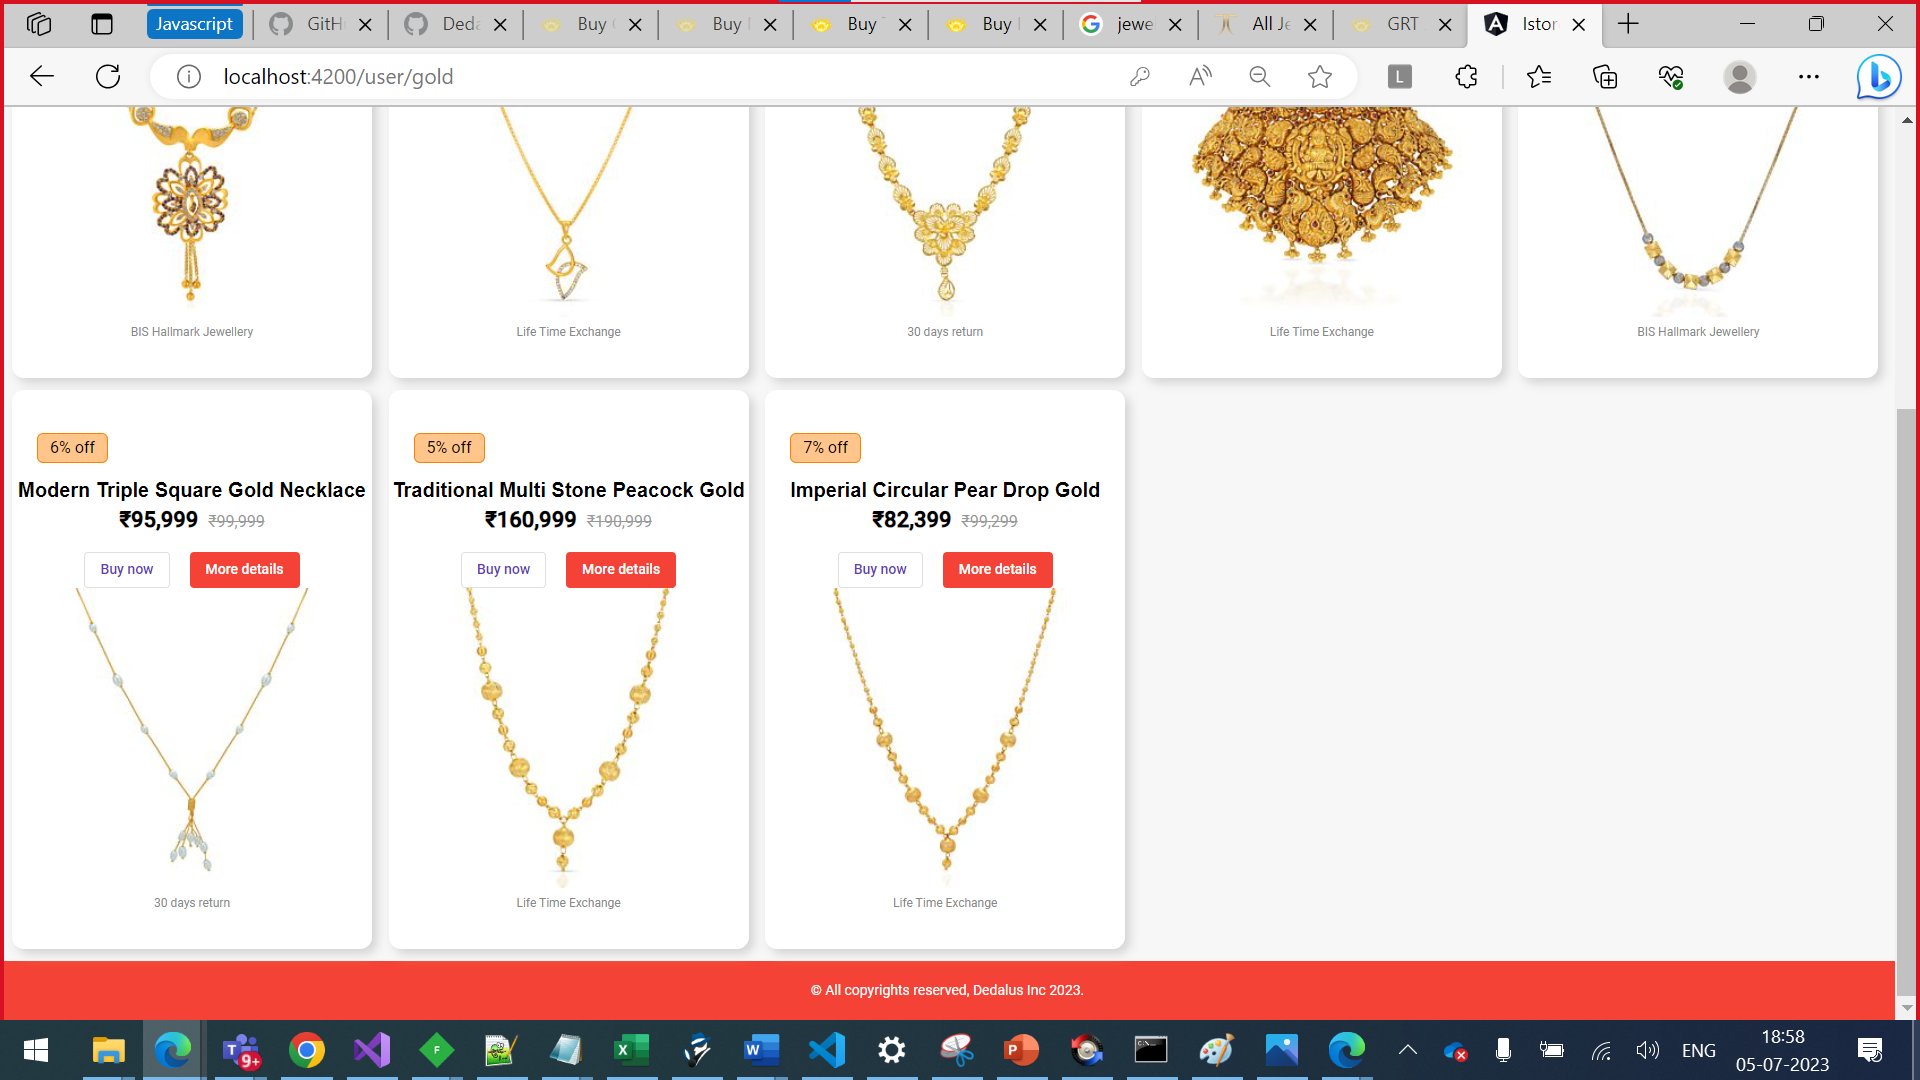 Javascript GitH Deda Buy Buy Buy Buy jewe All Je GRT Istor
localhost:4200/user/gold
L
BIS Hallmark Jewellery Life Time Exchange 30 days return Life Time Exchange BIS Hallmark Jewellery
6% off 5% off 7% off
Modern Triple Square Gold Necklace Traditional Multi Stone Peacock Gold Imperial Circular Pear Drop Gold
₹95,999 ₹99,999 ₹160,999 ₹190,999 ₹82,399 ₹99,299
Buy now More details Buy now More details Buy now More details
30 days return Life Time Exchange Life Time Exchange
© All copyrights reserved, Dedalus Inc 2023.
9+
ENG
18:58
05-07-2023